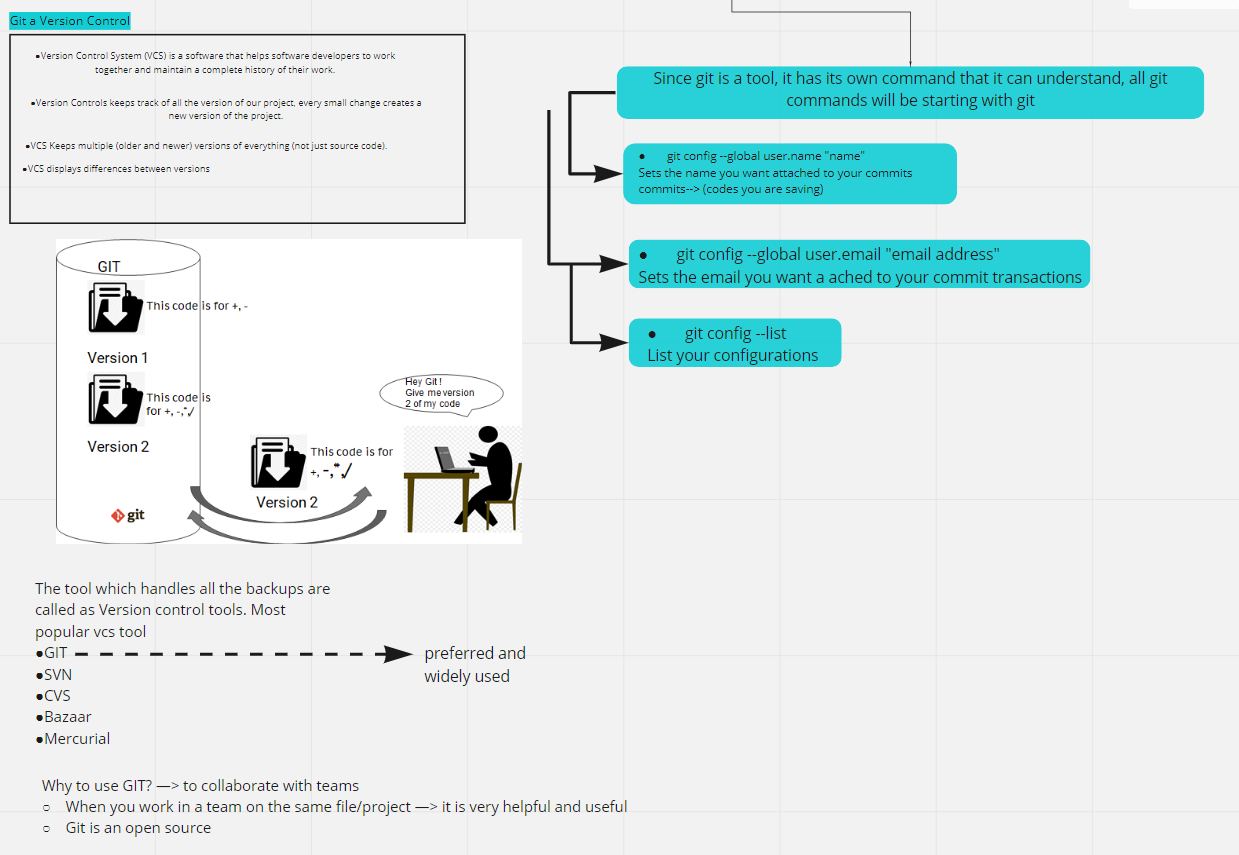 Git a Version Control
●Version Control System (VCS) is a software that helps software developers to work
together and maintain a complete history of their work.
●Version Controls keeps track of all the version of our project, every small change creates a
new version of the project.
●VCS Keeps multiple (older and newer) versions of everything (not just source code).
●VCS displays differences between versions
GIT
This code is for +, -
Version 1
This code is
for +, -,*✓
Version 2
git
This code is for
+, -,*✓
Version 2
Hey Git !
Give me version
2 of my code
The tool which handles all the backups are
called as Version control tools. Most
popular vcs tool
●GIT
●SVN
●CVS
●Bazaar
●Mercurial
preferred and
widely used
Why to use GIT? —> to collaborate with teams
○ When you work in a team on the same file/project —> it is very helpful and useful
○ Git is an open source
Since git is a tool, it has its own command that it can understand, all git
commands will be starting with git
● git config --global user.name "name"
Sets the name you want attached to your commits
commits--> (codes you are saving)
● git config --global user.email "email address"
Sets the email you want a ached to your commit transactions
● git config --list
List your configurations